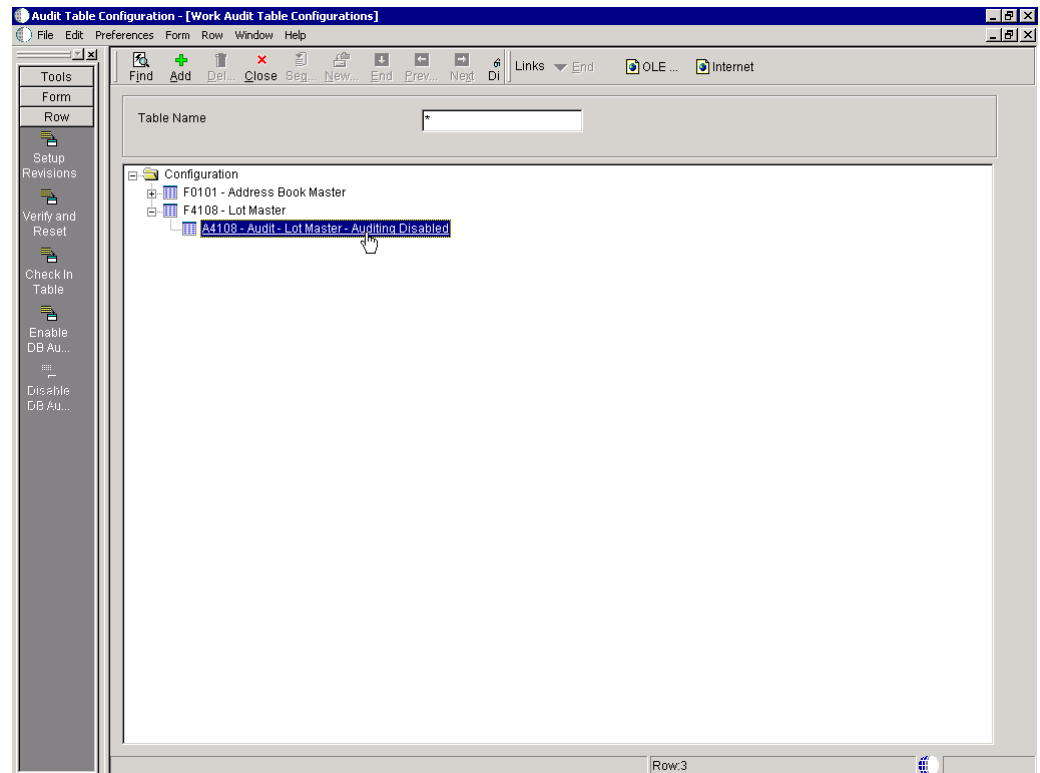 Audit Table Configuration - [Work Audit Table Configurations]
File Edit Preferences Form Row Window Help
Tools
Form
Row
Setup
Revisions
Verify and
Reset
Check In
Table
Enable
DB Au...
Disable
DB Au...
Find Add Del... Close Seq... New... End Prev... Next Di Links End OLE ... Internet
Table Name *
Configuration
F0101 - Address Book Master
F4108 - Lot Master
A4108 - Audit - Lot Master - Auditing Disabled
Row:3